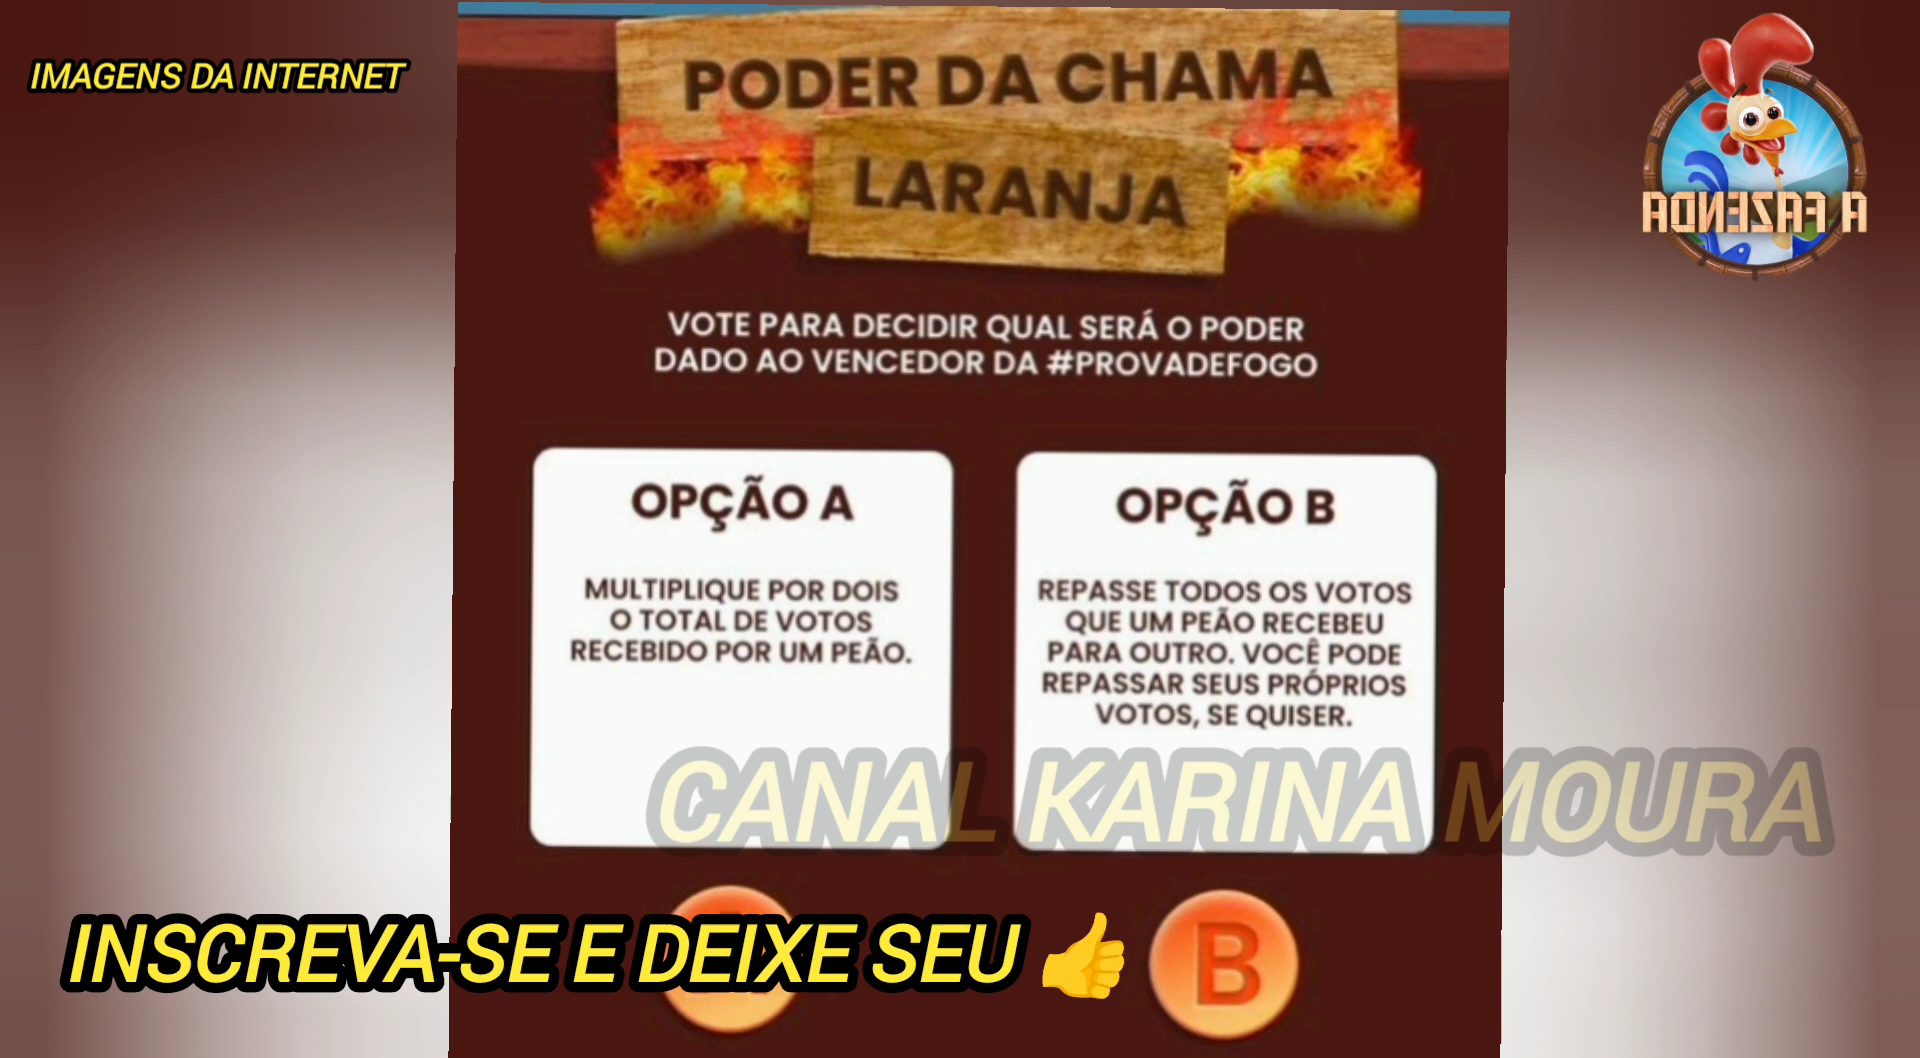 IMAGENS DA INTERNET
PODER DA CHAMA
LARANJA
A FAZENDA
VOTE PARA DECIDIR QUAL SERÁ O PODER
DADO AO VENCEDOR DA #PROVADEFOGO
OPÇÃO A
MULTIPLIQUE POR DOIS
O TOTAL DE VOTOS
RECEBIDO POR UM PEÃO.
OPÇÃO B
REPASSE TODOS OS VOTOS
QUE UM PEÃO RECEBEU
PARA OUTRO. VOCÊ PODE
REPASSAR SEUS PRÓPRIOS
VOTOS, SE QUISER.
CANAL KARINA MOURA
INSCREVA-SE E DEIXE SEU 👍
B